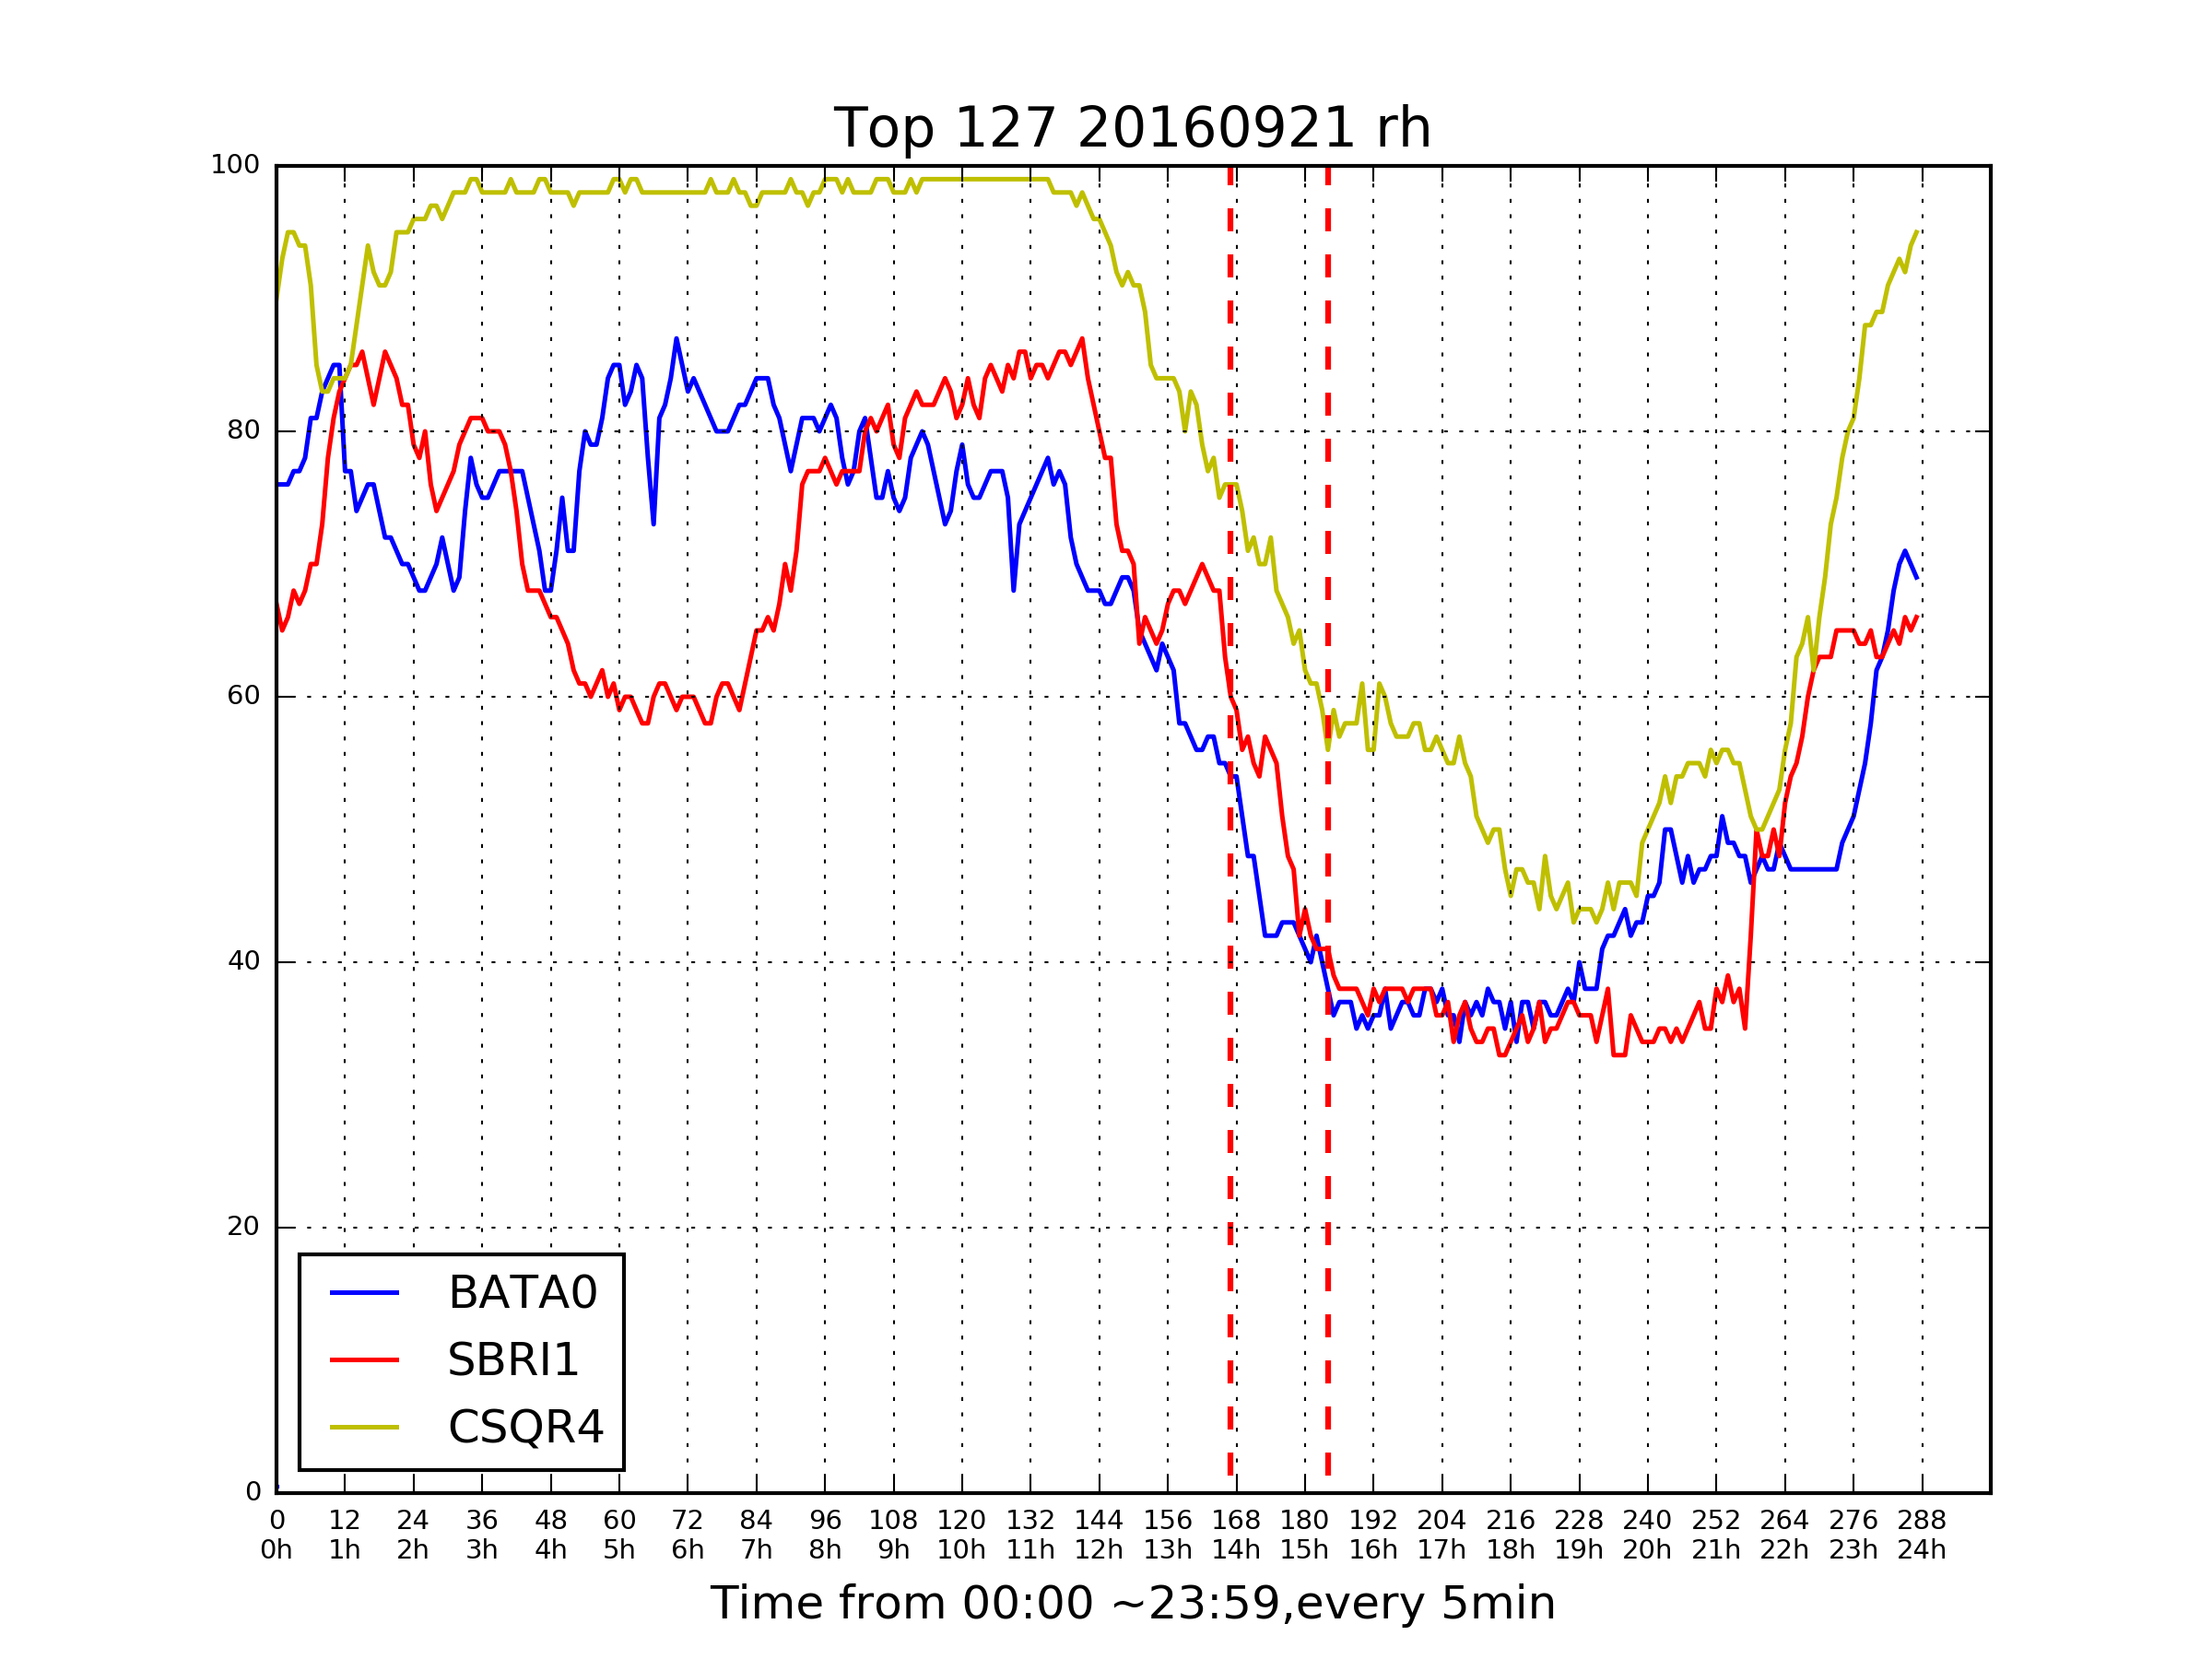 Top 127 20160921 rh
100
80
60
40
20
0
BATA0
SBRI1
CSQR4
0 12 24 36 48 60 72 84 96 108 120 132 144 156 168 180 192 204 216 228 240 252 264 276 288
0h 1h 2h 3h 4h 5h 6h 7h 8h 9h 10h 11h 12h 13h 14h 15h 16h 17h 18h 19h 20h 21h 22h 23h 24h
Time from 00:00 ~23:59,every 5min